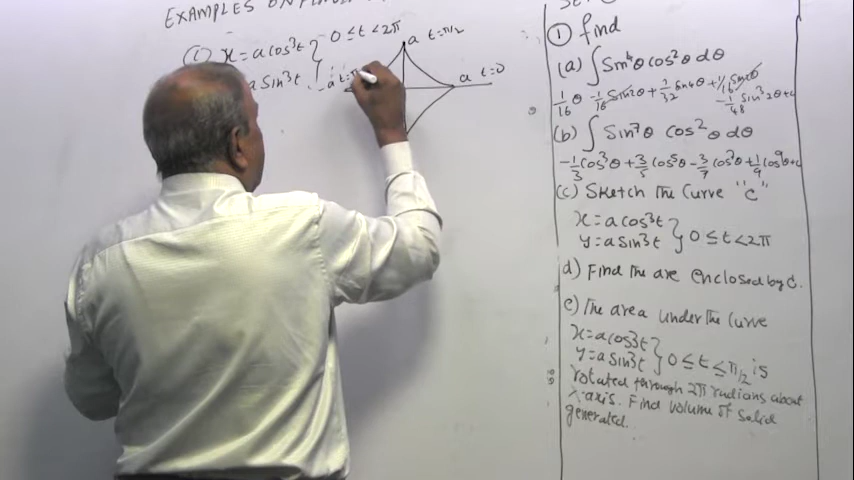 EXAMPLES ON
(c) x = a cos³t } 0 ≤ t < 2π
a sin³t
a t=π/2
a t=0
-a t=π
① find
(a) ∫ Sin⁴θ cos²θ dθ
1/16 θ - 1/16 sin2θ + 1/32 sin4θ + 1/16 sin2θ
- 1/48 sin³2θ + c
(b) ∫ Sin⁷θ cos²θ dθ
-1/3 cos³θ + 3/5 cos⁵θ - 3/7 cos⁷θ + 1/9 cos⁹θ + c
(c) Sketch the curve "C"
x = a cos³t
y = a sin³t } 0 ≤ t < 2π
d) Find the are enclosed by C.
e) The area under the curve
x = a cos³t
y = a sin³t } 0 ≤ t ≤ π/2 is
rotated through 2π radians about
x-axis. Find volume of solid
generated.